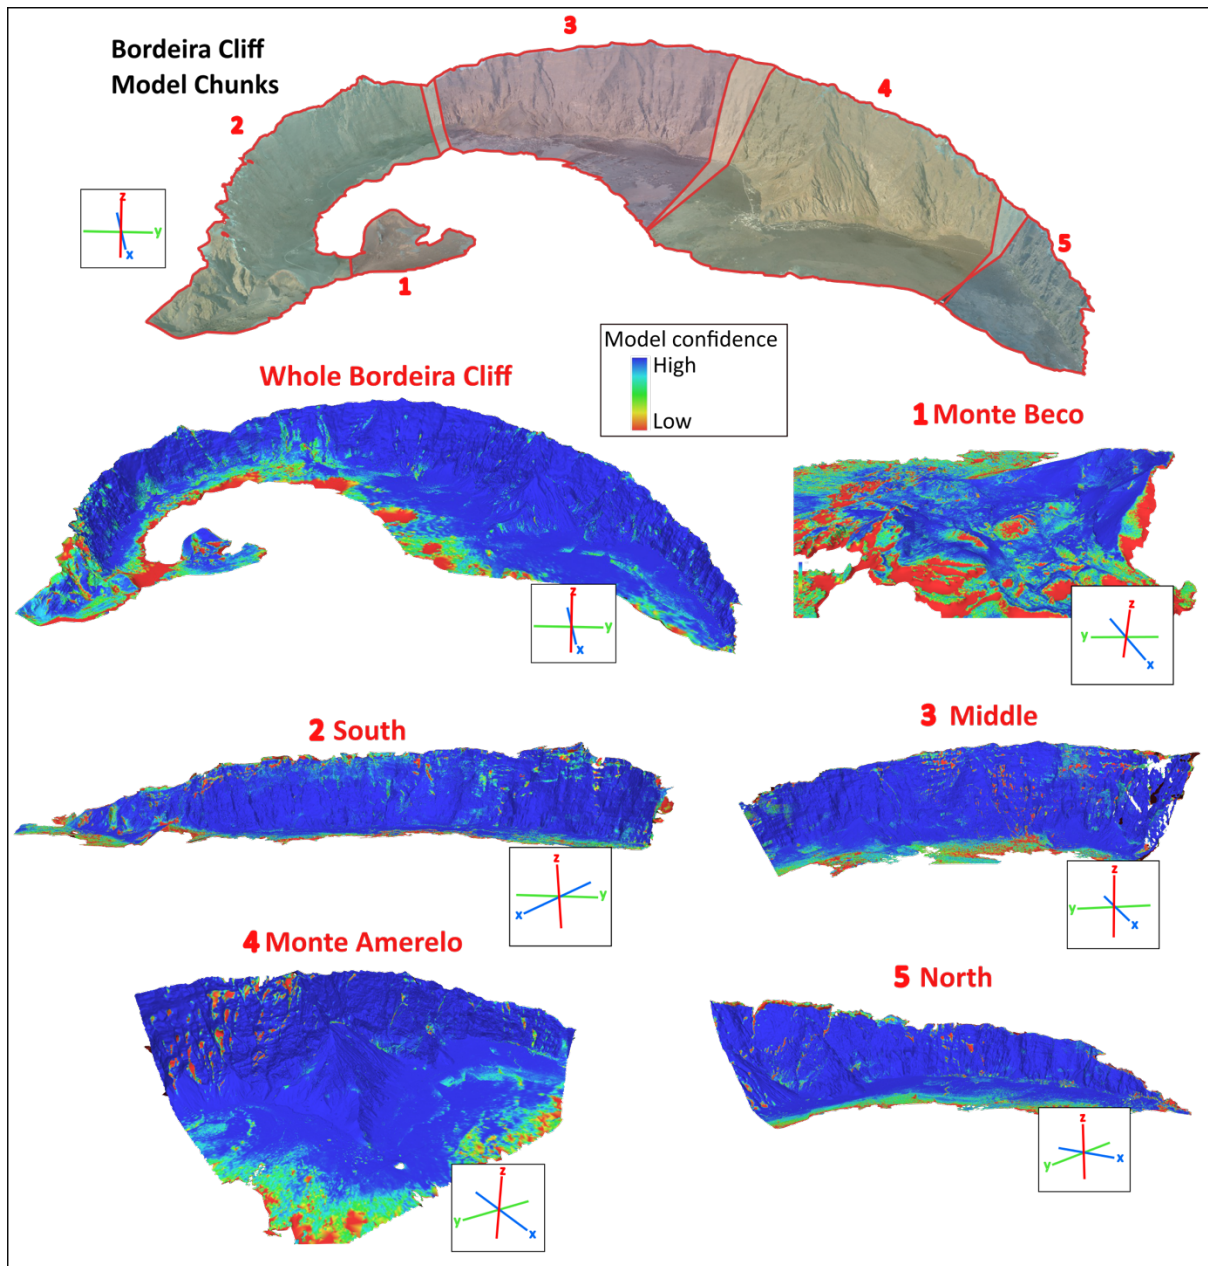 Bordeira Cliff
Model Chunks
3
4
2
5
1
z
y
x
Model confidence
High
Low
Whole Bordeira Cliff
1 Monte Beco
z
y
x
z
y
x
2 South
3 Middle
z
y
x
z
y
x
4 Monte Amerelo
5 North
z
y
x
z
y
x